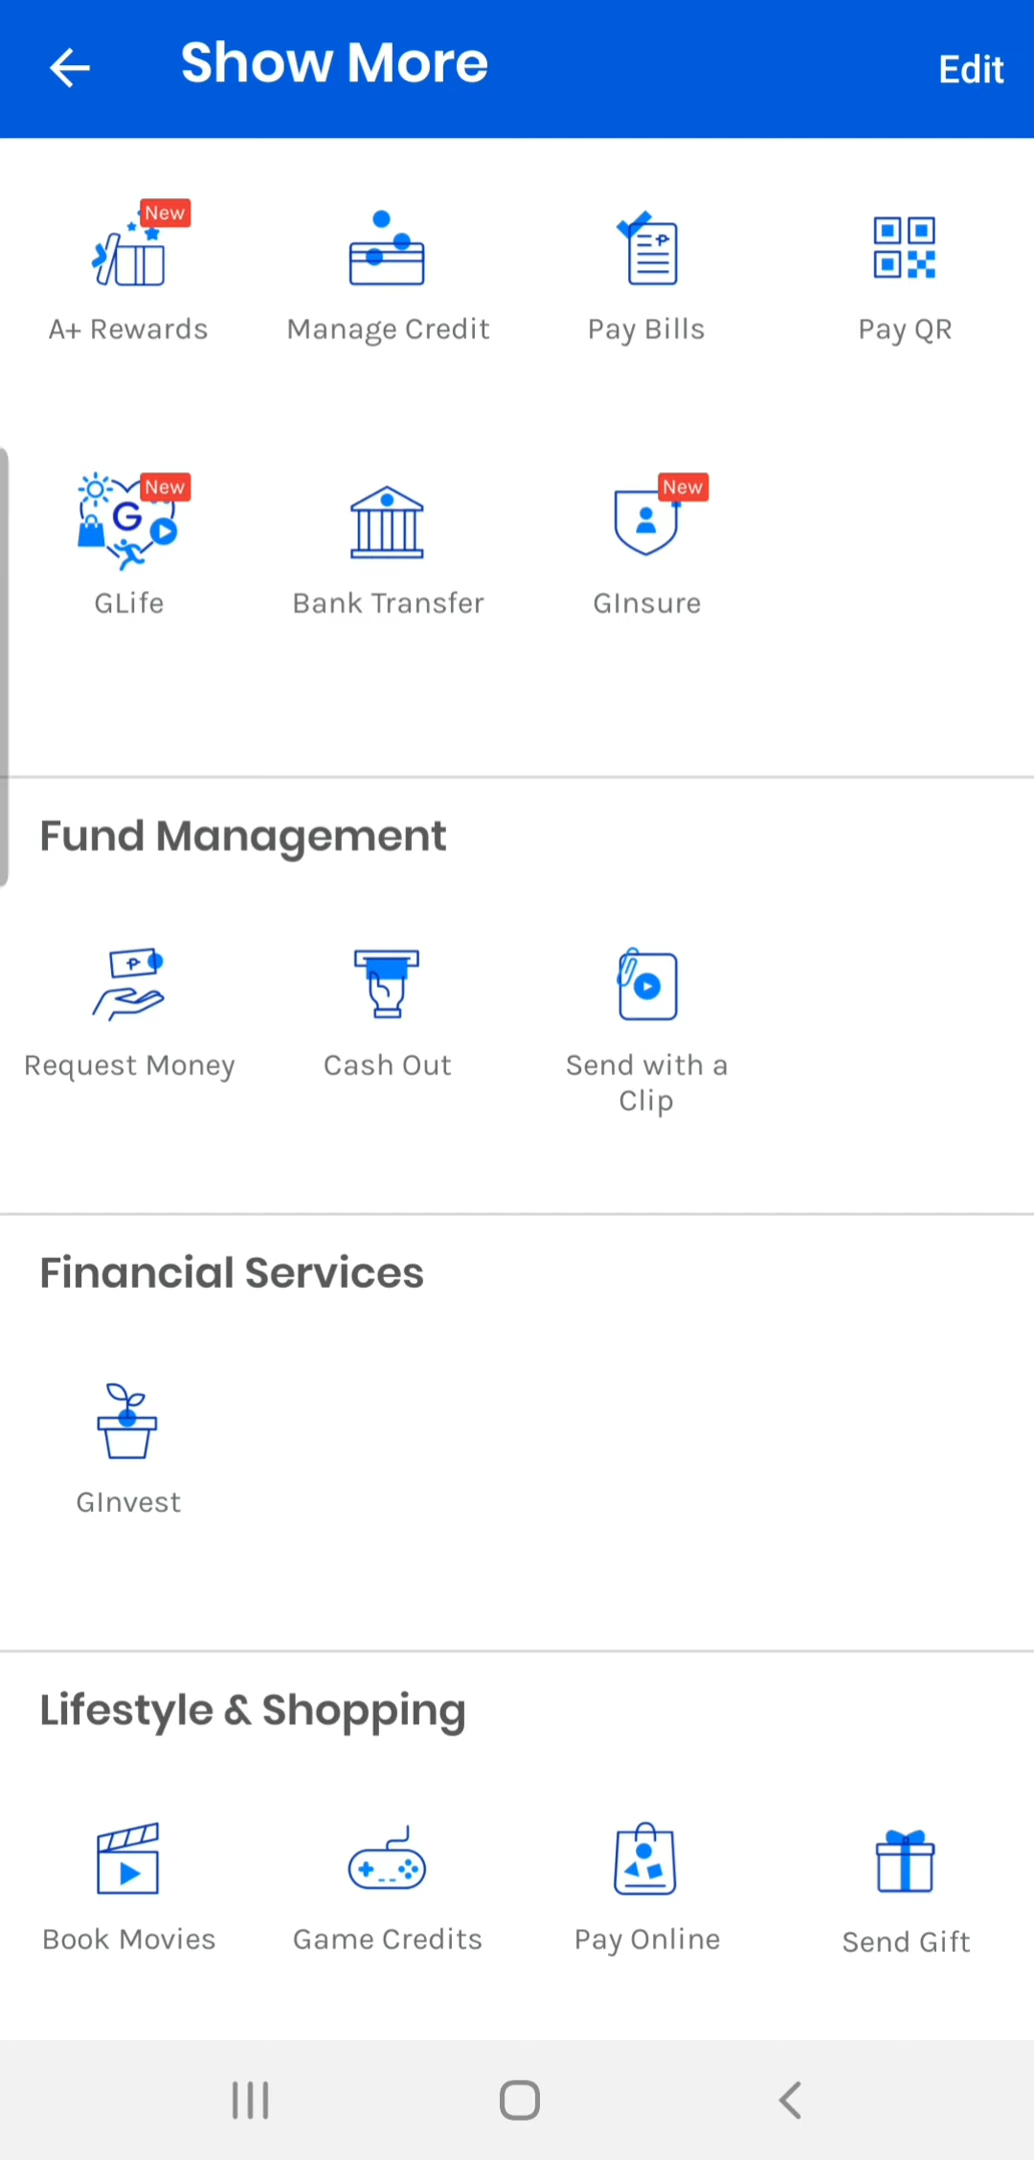 Show More
Edit
New
A+ Rewards
Manage Credit
Pay Bills
Pay QR
New
G
New
GLife
Bank Transfer
GInsure
Fund Management
Request Money
Cash Out
Send with a
Clip
Financial Services
GInvest
Lifestyle & Shopping
Book Movies
Game Credits
Pay Online
Send Gift